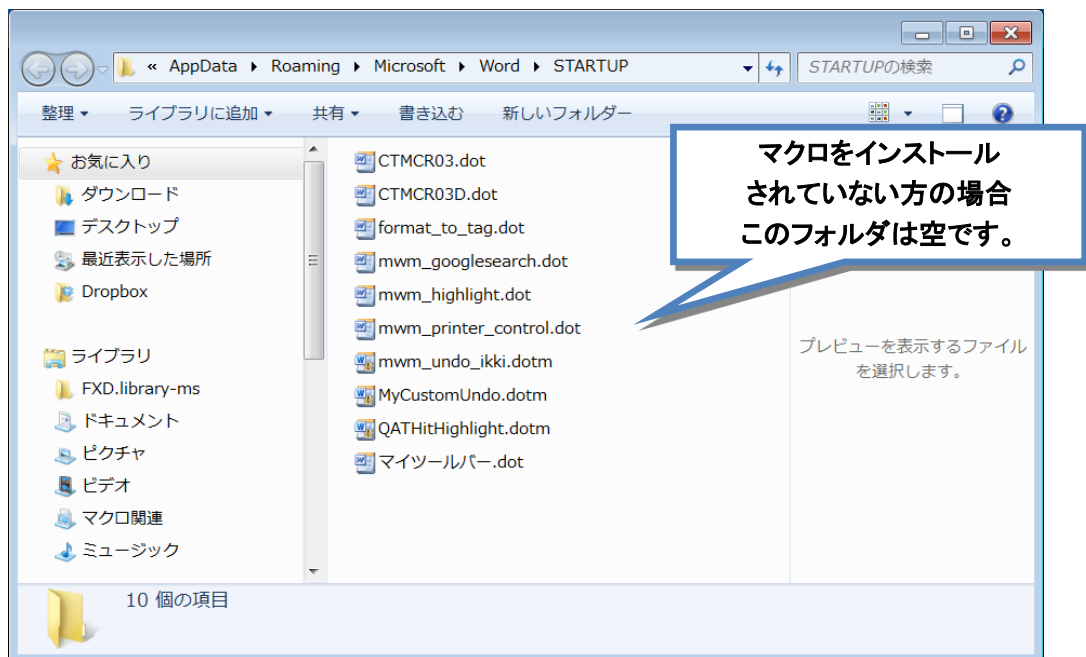 « AppData ▸ Roaming ▸ Microsoft ▸ Word ▸ STARTUP
STARTUPの検索
整理 ライブラリに追加 共有 書き込む 新しいフォルダー
お気に入り
ダウンロード
デスクトップ
最近表示した場所
Dropbox
ライブラリ
FXD.library-ms
ドキュメント
ピクチャ
ビデオ
マクロ関連
ミュージック
CTMCR03.dot
CTMCR03D.dot
format_to_tag.dot
mwm_googlesearch.dot
mwm_highlight.dot
mwm_printer_control.dot
mwm_undo_ikki.dotm
MyCustomUndo.dotm
QATHitHighlight.dotm
マイツールバー.dot
マクロをインストール
されていない方の場合
このフォルダは空です。
プレビューを表示するファイル
を選択します。
10 個の項目